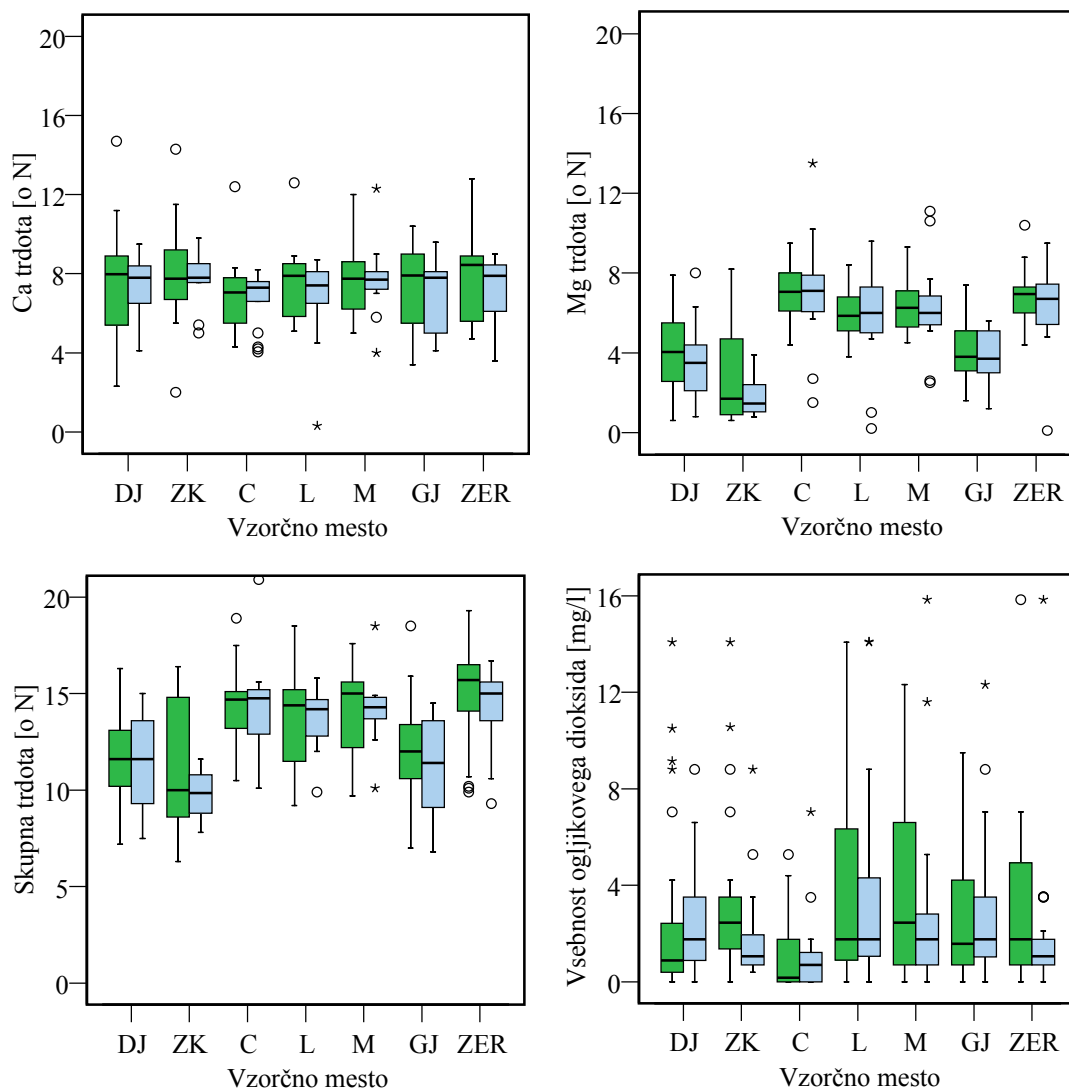 Ca trdota [o N]
20
16
12
8
4
0
DJ ZK C L M GJ ZER
Vzorčno mesto
Mg trdota [o N]
20
16
12
8
4
0
DJ ZK C L M GJ ZER
Vzorčno mesto
Skupna trdota [o N]
20
15
10
5
0
DJ ZK C L M GJ ZER
Vzorčno mesto
Vsebnost ogljikovega dioksida [mg/l]
16
12
8
4
0
DJ ZK C L M GJ ZER
Vzorčno mesto